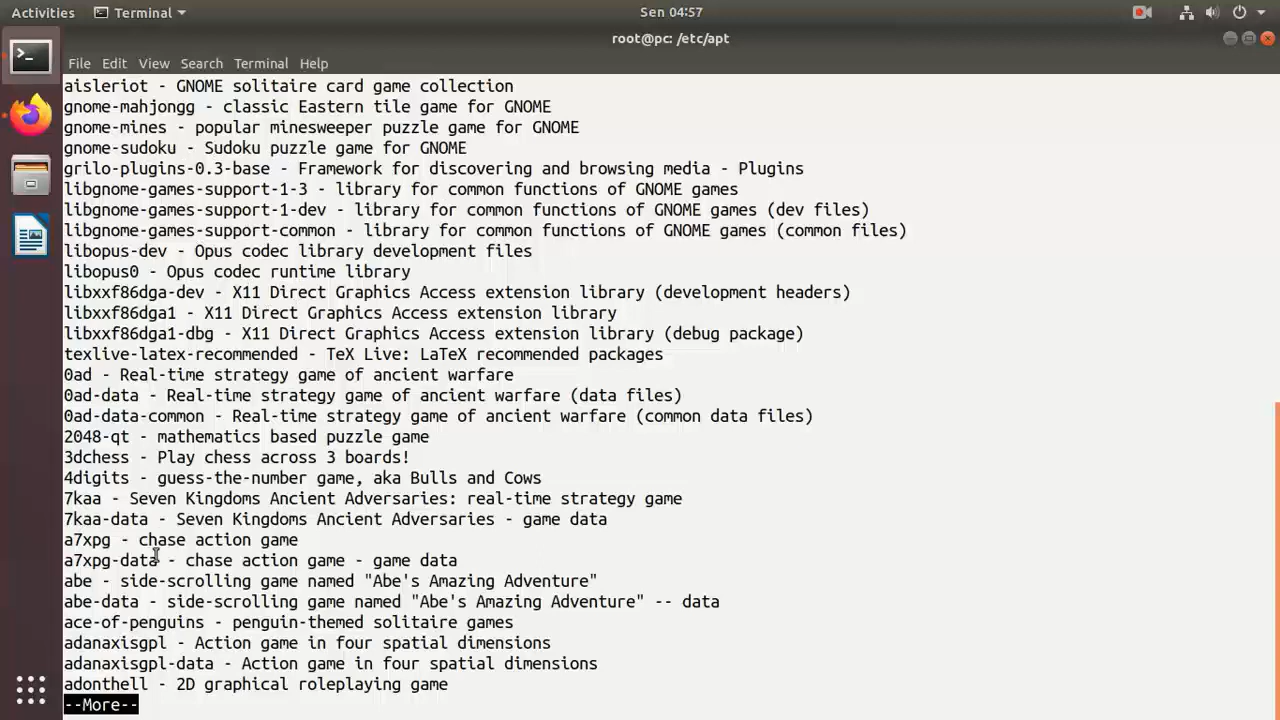 Activities
Terminal
Sen 04:57
root@pc: /etc/apt
File Edit View Search Terminal Help
aisleriot - GNOME solitaire card game collection
gnome-mahjongg - classic Eastern tile game for GNOME
gnome-mines - popular minesweeper puzzle game for GNOME
gnome-sudoku - Sudoku puzzle game for GNOME
grilo-plugins-0.3-base - Framework for discovering and browsing media - Plugins
libgnome-games-support-1-3 - library for common functions of GNOME games
libgnome-games-support-1-dev - library for common functions of GNOME games (dev files)
libgnome-games-support-common - library for common functions of GNOME games (common files)
libopus-dev - Opus codec library development files
libopus0 - Opus codec runtime library
libxxf86dga-dev - X11 Direct Graphics Access extension library (development headers)
libxxf86dga1 - X11 Direct Graphics Access extension library
libxxf86dga1-dbg - X11 Direct Graphics Access extension library (debug package)
texlive-latex-recommended - TeX Live: LaTeX recommended packages
0ad - Real-time strategy game of ancient warfare
0ad-data - Real-time strategy game of ancient warfare (data files)
0ad-data-common - Real-time strategy game of ancient warfare (common data files)
2048-qt - mathematics based puzzle game
3dchess - Play chess across 3 boards!
4digits - guess-the-number game, aka Bulls and Cows
7kaa - Seven Kingdoms Ancient Adversaries: real-time strategy game
7kaa-data - Seven Kingdoms Ancient Adversaries - game data
a7xpg - chase action game
a7xpg-data - chase action game - game data
abe - side-scrolling game named "Abe's Amazing Adventure"
abe-data - side-scrolling game named "Abe's Amazing Adventure" -- data
ace-of-penguins - penguin-themed solitaire games
adanaxisgpl - Action game in four spatial dimensions
adanaxisgpl-data - Action game in four spatial dimensions
adonthell - 2D graphical roleplaying game
--More--